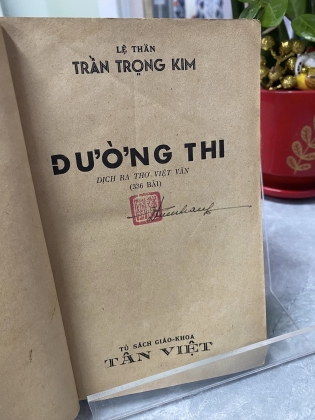 LỆ THẦN
TRẦN TRỌNG KIM
ĐƯỜNG THI
DỊCH RA THƠ VIỆT VĂN
(336 BÀI)
TỦ SÁCH GIÁO-KHOA
TÂN VIỆT